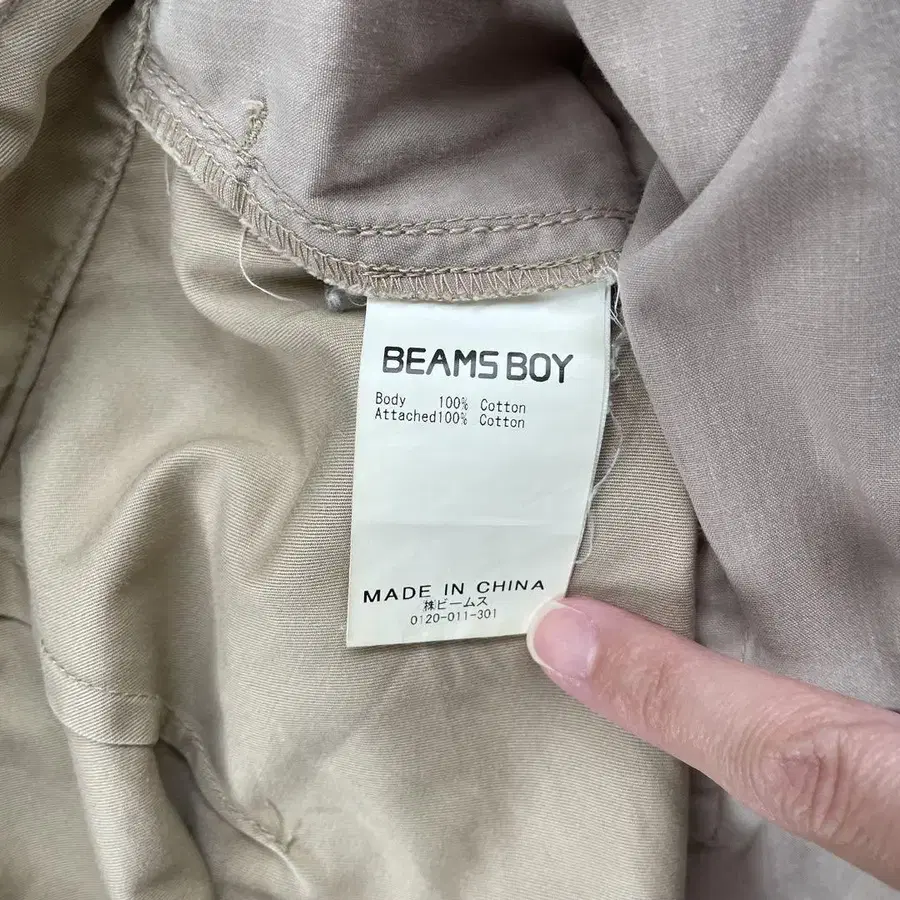 BEAMS BOY
Body 100% Cotton
Attached100% Cotton
MADE IN CHINA
㈱ビームス
0120-011-301